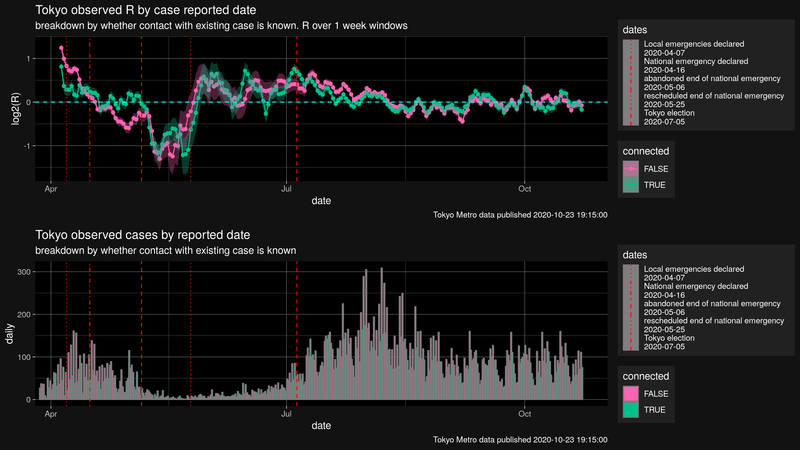 Tokyo observed R by case reported date
breakdown by whether contact with existing case is known. R over 1 week windows
log2(R)
1
0
-1
Apr
Jul
Oct
date
Tokyo Metro data published 2020-10-23 19:15:00
dates
Local emergencies declared
2020-04-07
National emergency declared
2020-04-16
abandoned end of national emergency
2020-05-06
rescheduled end of national emergency
2020-05-25
Tokyo election
2020-07-05
connected
FALSE
TRUE
Tokyo observed cases by reported date
breakdown by whether contact with existing case is known
daily
300
200
100
0
Apr
Jul
Oct
date
Tokyo Metro data published 2020-10-23 19:15:00
dates
Local emergencies declared
2020-04-07
National emergency declared
2020-04-16
abandoned end of national emergency
2020-05-06
rescheduled end of national emergency
2020-05-25
Tokyo election
2020-07-05
connected
FALSE
TRUE